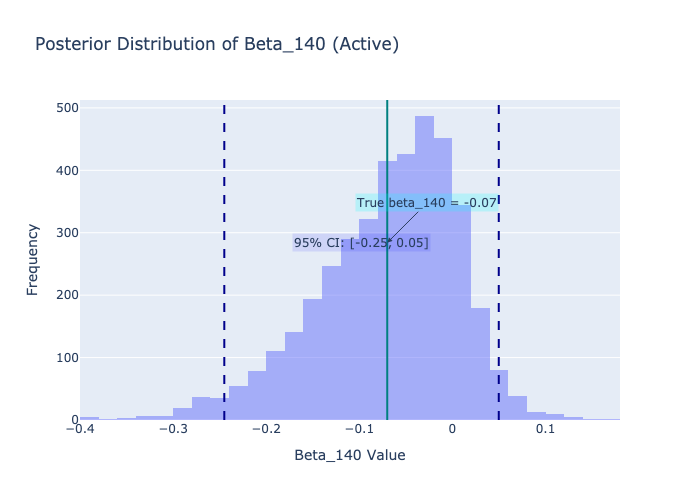 Posterior Distribution of Beta_140 (Active)
500
400
True beta_140 = -0.07
300
95% CI: [-0.25, 0.05]
200
100
0
−0.4
−0.3
−0.2
−0.1
0
0.1
Frequency
Beta_140 Value